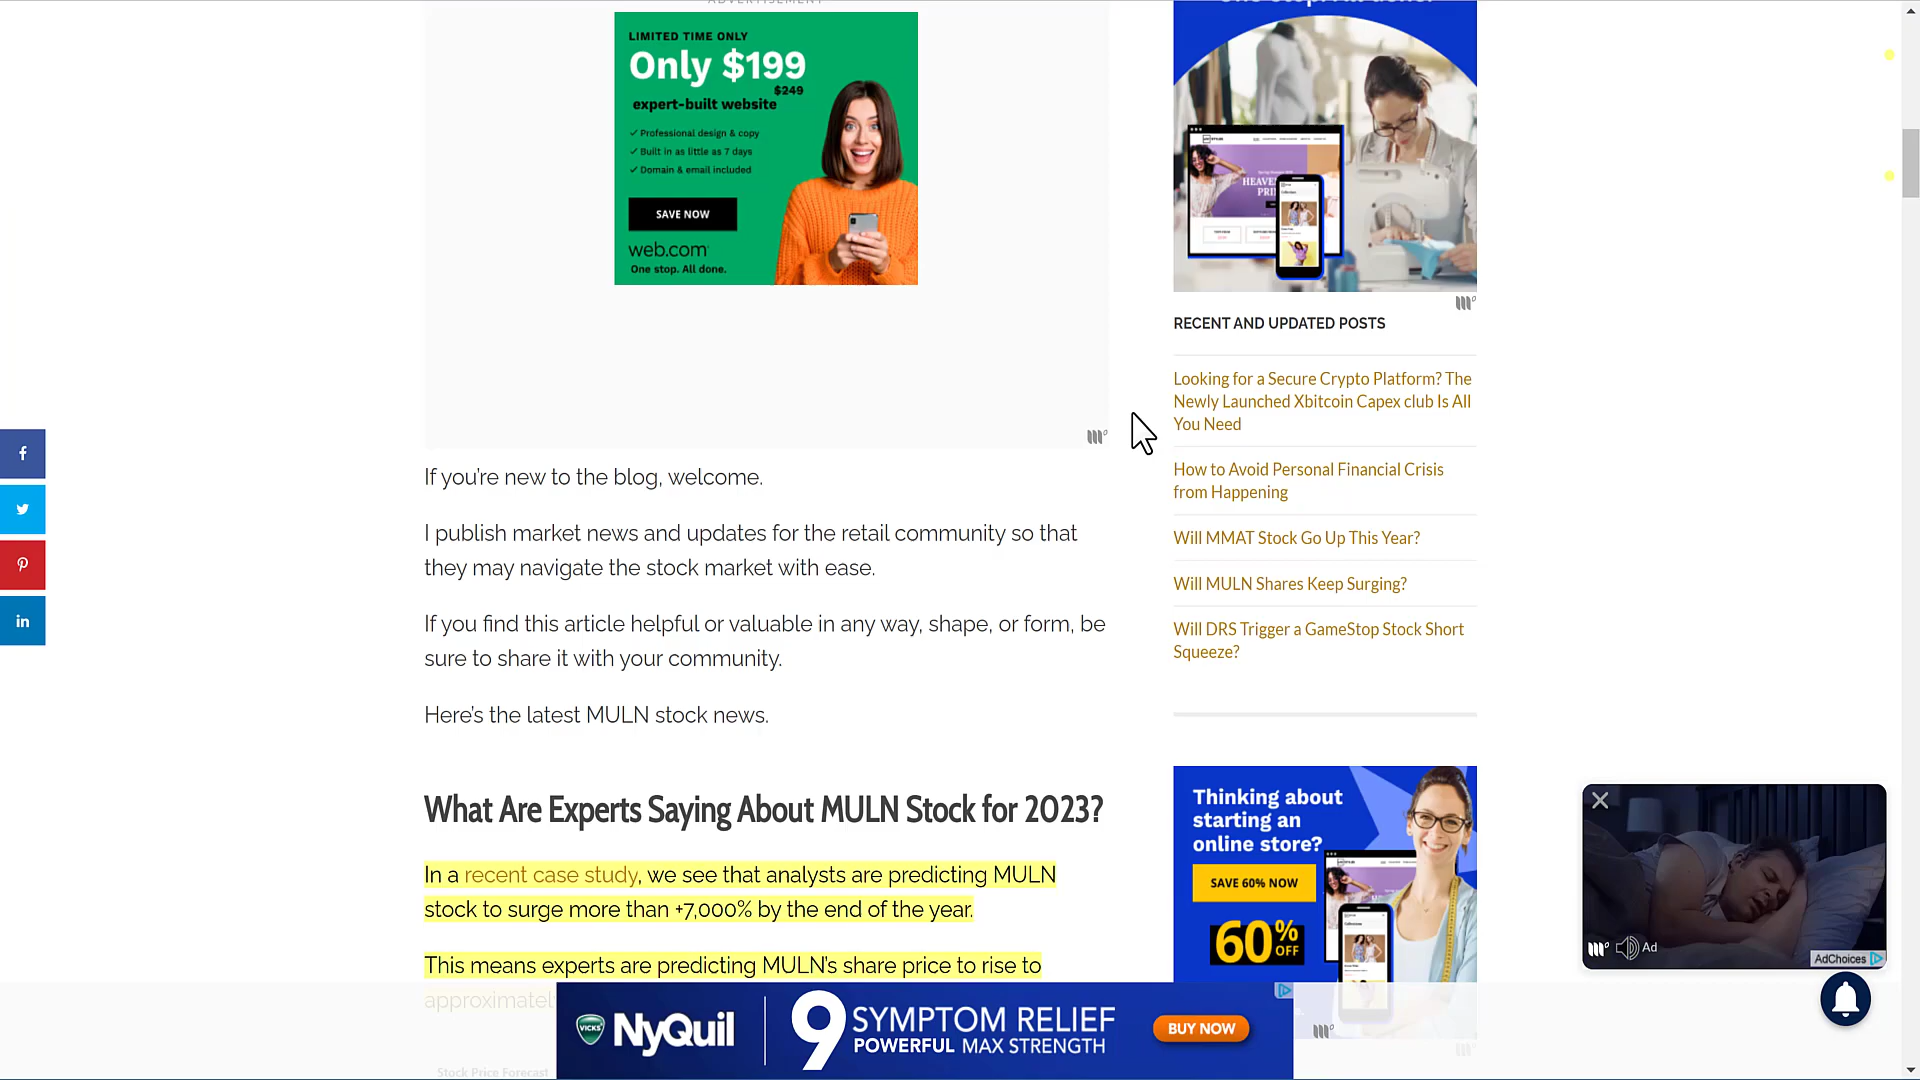 ADVERTISEMENT
LIMITED TIME ONLY
Only $199
$249
expert-built website
✓ Professional design & copy
✓ Built in as little as 7 days
✓ Domain & email included
SAVE NOW
web.com
One stop. All done.
If you’re new to the blog, welcome.
I publish market news and updates for the retail community so that
they may navigate the stock market with ease.
If you find this article helpful or valuable in any way, shape, or form, be
sure to share it with your community.
Here’s the latest MULN stock news.
What Are Experts Saying About MULN Stock for 2023?
In a recent case study, we see that analysts are predicting MULN
stock to surge more than +7,000% by the end of the year.
This means experts are predicting MULN’s share price to rise to
approximately
Stock Price Forecast
One stop. All done.
RECENT AND UPDATED POSTS
Looking for a Secure Crypto Platform? The
Newly Launched Xbitcoin Capex club Is All
You Need
How to Avoid Personal Financial Crisis
from Happening
Will MMAT Stock Go Up This Year?
Will MULN Shares Keep Surging?
Will DRS Trigger a GameStop Stock Short
Squeeze?
Thinking about
starting an
online store?
SAVE 60% NOW
60% OFF
Ad
AdChoices
VICKS NyQuil
9 SYMPTOM RELIEF
POWERFUL MAX STRENGTH
BUY NOW